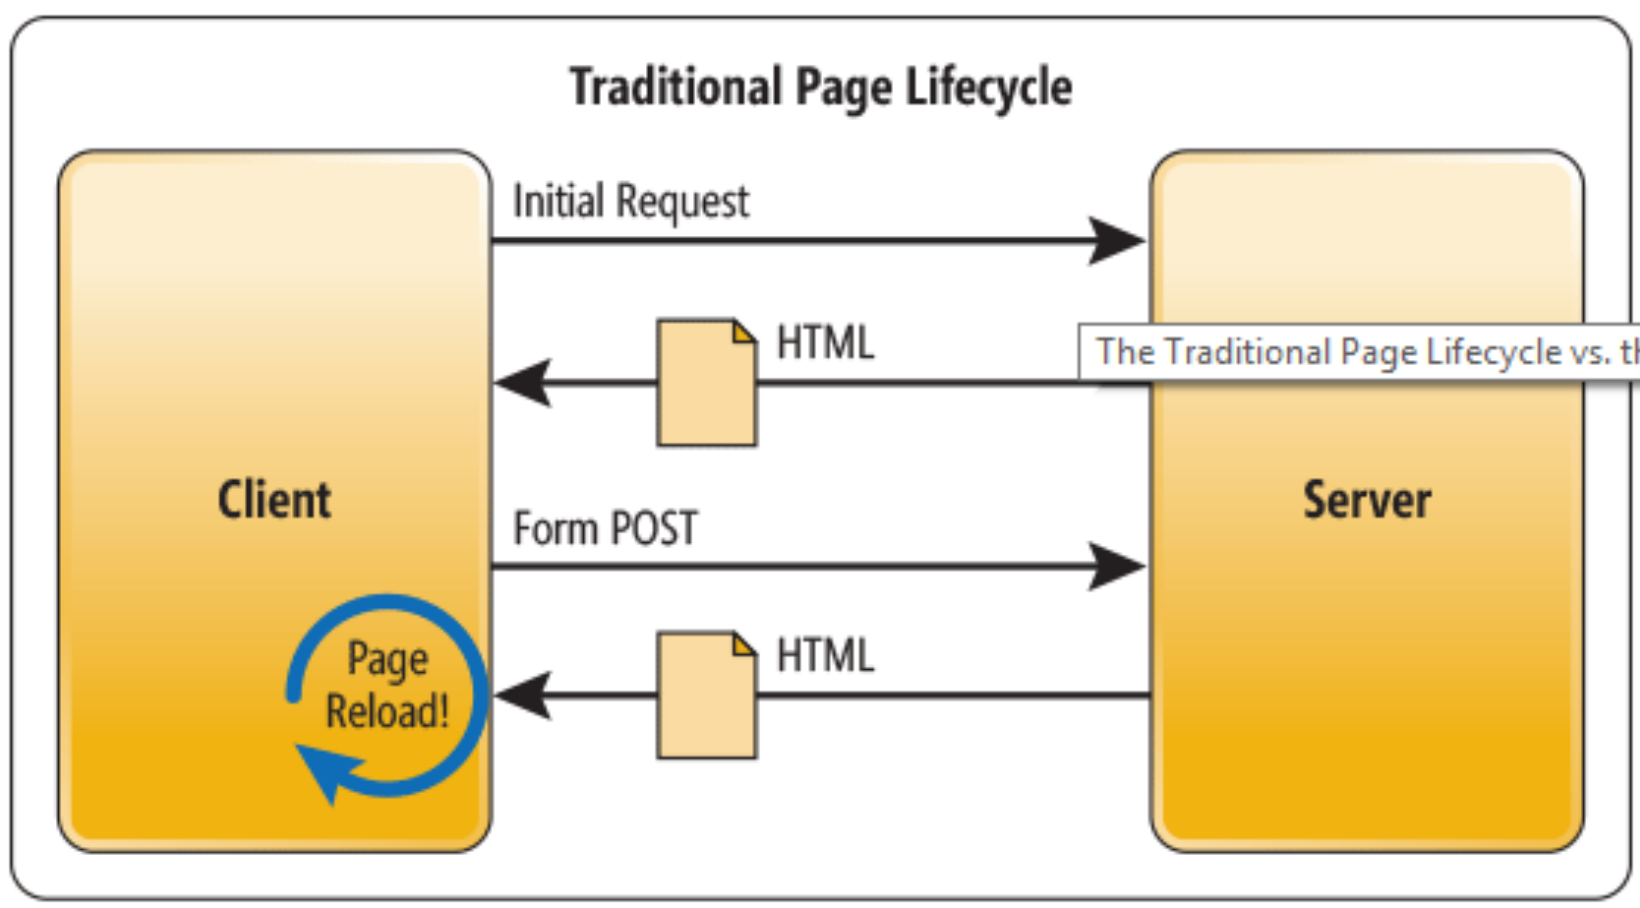 Traditional Page Lifecycle
Initial Request
HTML
The Traditional Page Lifecycle vs.
Client
Server
Form POST
HTML
Page
Reload!